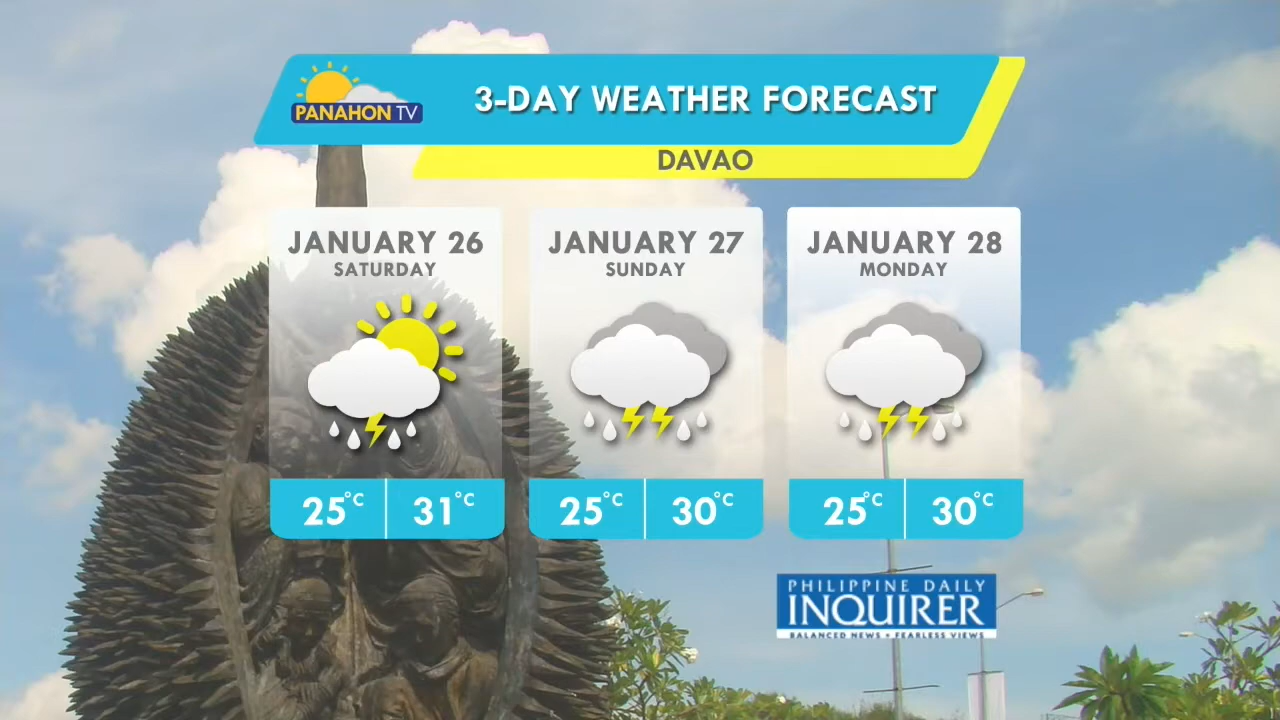 PANAHON TV
3-DAY WEATHER FORECAST
DAVAO
JANUARY 26
SATURDAY
25°C
31°C
JANUARY 27
SUNDAY
25°C
30°C
JANUARY 28
MONDAY
25°C
30°C
PHILIPPINE DAILY
INQUIRER
BALANCED NEWS • FEARLESS VIEWS